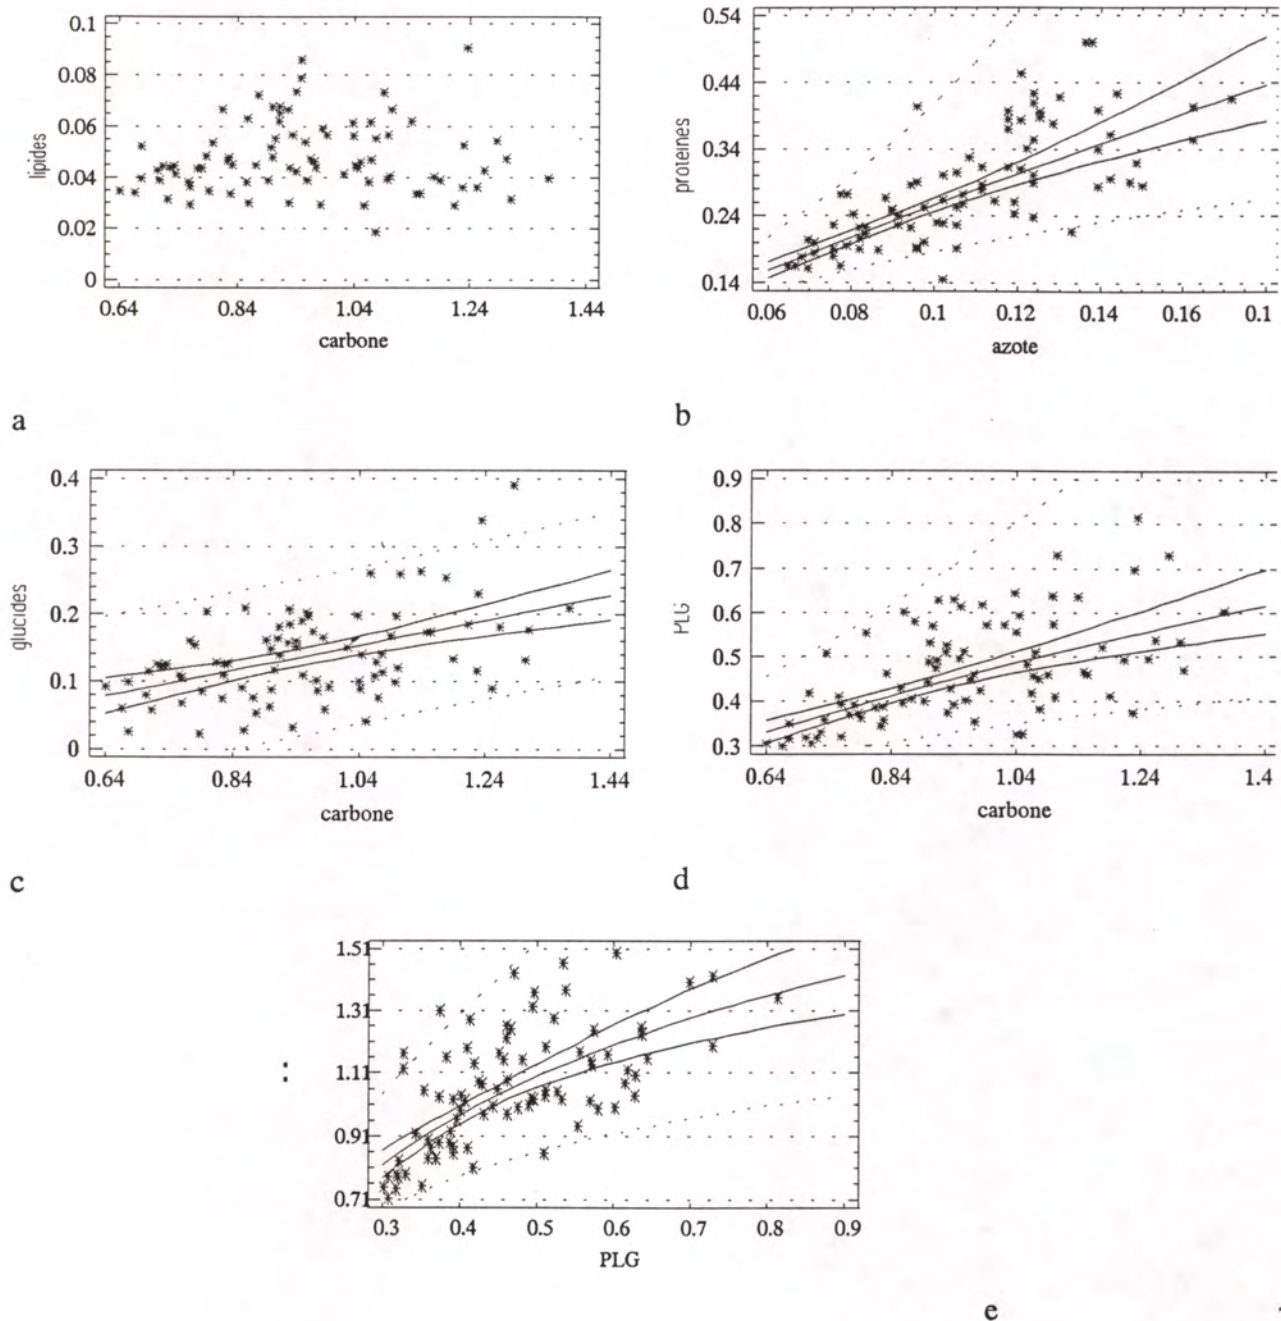 0.1
0.08
0.06
0.04
0.02
0
lipides
0.64 0.84 1.04 1.24 1.44
carbone
a
0.54
0.44
0.34
0.24
0.14
proteines
0.06 0.08 0.1 0.12 0.14 0.16 0.1
azote
b
0.4
0.3
0.2
0.1
0
glucides
0.64 0.84 1.04 1.24 1.44
carbone
c
0.9
0.8
0.7
0.6
0.5
0.4
0.3
PLG
0.64 0.84 1.04 1.24 1.4
carbone
d
1.51
1.31
1.11
0.91
0.71
:
0.3 0.4 0.5 0.6 0.7 0.8 0.9
PLG
e